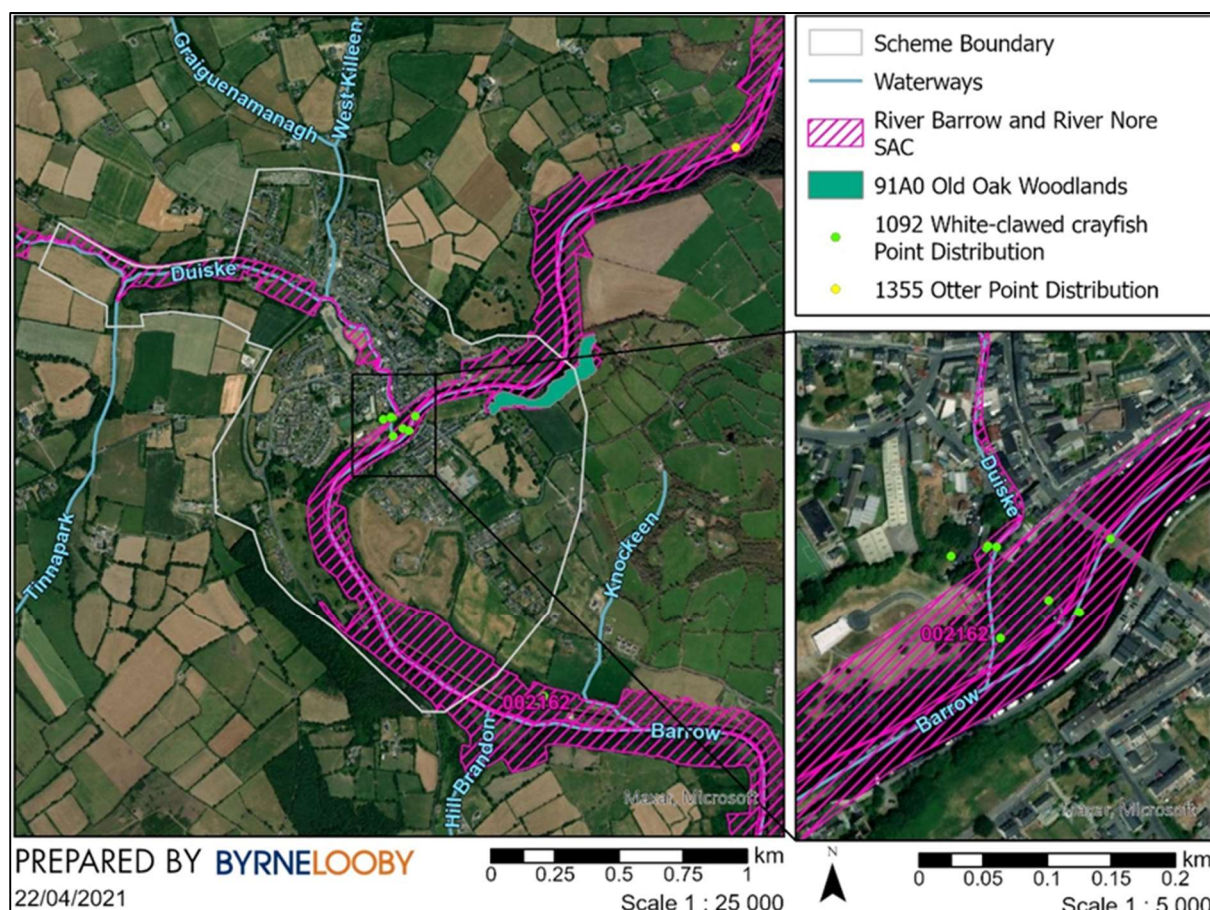 Graiguenamanagh
West Killeen
Duiske
Tinnapark
Knockeen
002162
Barrow
Hill Brandon
Maxar, Microsoft
Scheme Boundary
Waterways
River Barrow and River Nore
SAC
91A0 Old Oak Woodlands
1092 White-clawed crayfish
Point Distribution
1355 Otter Point Distribution
Duiske
002162
Barrow
Maxar, Microsoft
PREPARED BY BYRNELOOBY
22/04/2021
km
0 0.25 0.5 0.75 1
Scale 1 : 25 000
N
km
0 0.05 0.1 0.15 0.2
Scale 1 : 5 000